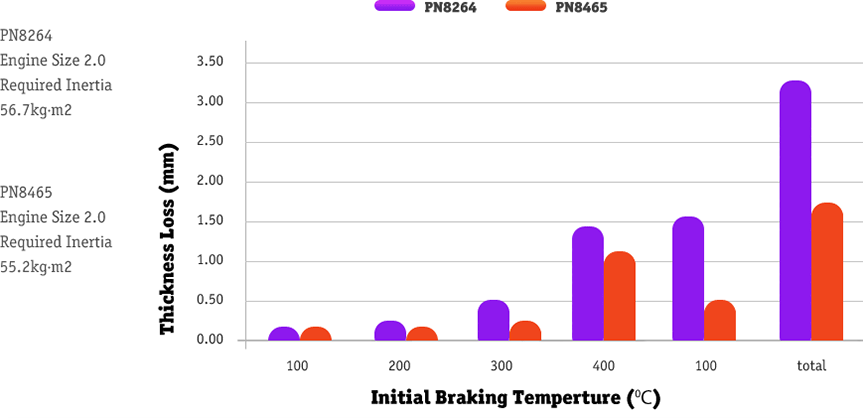 PN8264 PN8465
PN8264
Engine Size 2.0
Required Inertia
56.7kg·m2
PN8465
Engine Size 2.0
Required Inertia
55.2kg·m2
Thickness Loss (mm)
3.50
3.00
2.50
2.00
1.50
1.00
0.50
0.00
100 200 300 400 100 total
Initial Braking Temperture (⁰C)